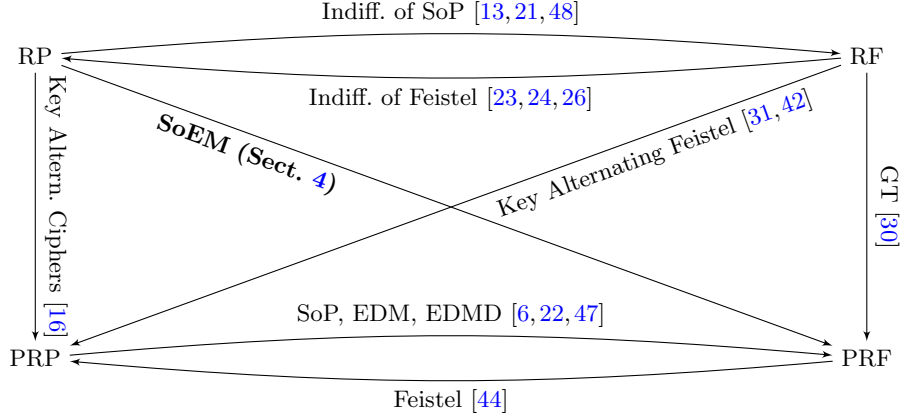 Indiff. of SoP [13, 21, 48]
RP
RF
Indiff. of Feistel [23, 24, 26]
Key Altern. Ciphers [16]
SoEM (Sect. 4)
Key Alternating Feistel [31, 42]
GT [30]
SoP, EDM, EDMD [6, 22, 47]
PRP
PRF
Feistel [44]